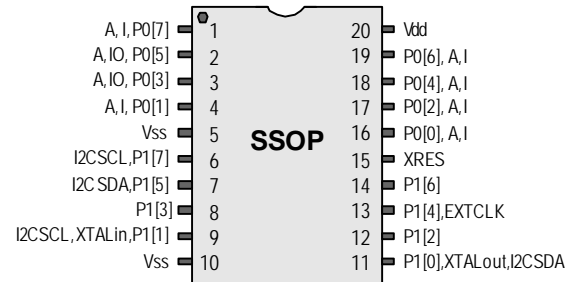 A, I, P0[7] 1 20 Vdd
A, IO, P0[5] 2 19 P0[6], A, I
A, IO, P0[3] 3 18 P0[4], A, I
A, I, P0[1] 4 17 P0[2], A, I
Vss 5 16 P0[0], A, I
SSOP
I2CSCL, P1[7] 6 15 XRES
I2CSDA, P1[5] 7 14 P1[6]
P1[3] 8 13 P1[4], EXTCLK
I2CSCL, XTALin, P1[1] 9 12 P1[2]
Vss 10 11 P1[0], XTALout, I2CSDA